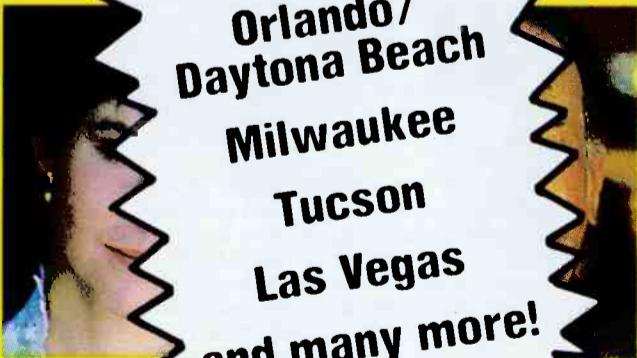 Orlando/
Daytona Beach
Milwaukee
Tucson
Las Vegas
and many more!